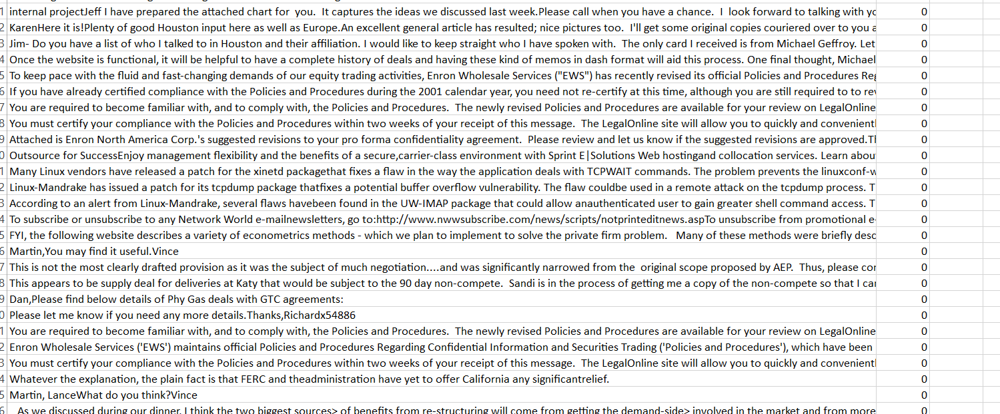 1 internal projectJeff I have prepared the attached chart for  you.  It captures the ideas we discussed last week.Please call when you have a chance.  I  look forward to talking with 0
2 KarenHere it is!Plenty of good Houston input here as well as Europe.An excellent general article has resulted; nice pictures too.  I'll get some original copies couriered over to you a 0
3 Jim- Do you have a list of who I talked to in Houston and their affiliation. I would like to keep straight who I have spoken with.  The only card I received is from Michael Geffroy. Let 0
4 Once the website is functional, it will be helpful to have a complete history of deals and having these kind of memos in dash format will aid this process. One final thought, Michael 0
5 To keep pace with the fluid and fast-changing demands of our equity trading activities, Enron Wholesale Services ("EWS") has recently revised its official Policies and Procedures Reg 0
6 If you have already certified compliance with the Policies and Procedures during the 2001 calendar year, you need not re-certify at this time, although you are still required to to rev 0
7 You are required to become familiar with, and to comply with, the Policies and Procedures.  The newly revised Policies and Procedures are available for your review on LegalOnline 0
8 You must certify your compliance with the Policies and Procedures within two weeks of your receipt of this message.  The LegalOnline site will allow you to quickly and convenientl 0
9 Attached is Enron North America Corp.'s suggested revisions to your pro forma confidentiality agreement.  Please review and let us know if the suggested revisions are approved.Tl 0
0 Outsource for SuccessEnjoy management flexibility and the benefits of a secure,carrier-class environment with Sprint E|Solutions Web hostingand collocation services. Learn abou 0
1 Many Linux vendors have released a patch for the xinetd packagethat fixes a flaw in the way the application deals with TCPWAIT commands. The problem prevents the linuxconf-w 0
2 Linux-Mandrake has issued a patch for its tcpdump package thatfixes a potential buffer overflow vulnerability. The flaw couldbe used in a remote attack on the tcpdump process. T 0
3 According to an alert from Linux-Mandrake, several flaws havebeen found in the UW-IMAP package that could allow anauthenticated user to gain greater shell command access. T 0
4 To subscribe or unsubscribe to any Network World e-mailnewsletters, go to:http://www.nwwsubscribe.com/news/scripts/notprinteditnews.aspTo unsubscribe from promotional e- 0
5 FYI, the following website describes a variety of econometrics methods - which we plan to implement to solve the private firm problem.   Many of these methods were briefly desc 0
6 Martin,You may find it useful.Vince 0
7 This is not the most clearly drafted provision as it was the subject of much negotiation....and was significantly narrowed from the  original scope proposed by AEP.  Thus, please cor 0
8 This appears to be supply deal for deliveries at Katy that would be subject to the 90 day non-compete.  Sandi is in the process of getting me a copy of the non-compete so that I car 0
9 Dan,Please find below details of Phy Gas deals with GTC agreements: 0
0 Please let me know if you need any more details.Thanks,Richardx54886 0
1 You are required to become familiar with, and to comply with, the Policies and Procedures.  The newly revised Policies and Procedures are available for your review on LegalOnline 0
2 Enron Wholesale Services ('EWS') maintains official Policies and Procedures Regarding Confidential Information and Securities Trading ('Policies and Procedures'), which have been 0
3 You must certify your compliance with the Policies and Procedures within two weeks of your receipt of this message.  The LegalOnline site will allow you to quickly and convenientl 0
4 Whatever the explanation, the plain fact is that FERC and theadministration have yet to offer California any significantrelief. 0
5 Martin, LanceWhat do you think?Vince 0
6 As we discussed during our dinner, I think the two biggest sources> of benefits from re-structuring will come from getting the demand-side> involved in the market and from more 0